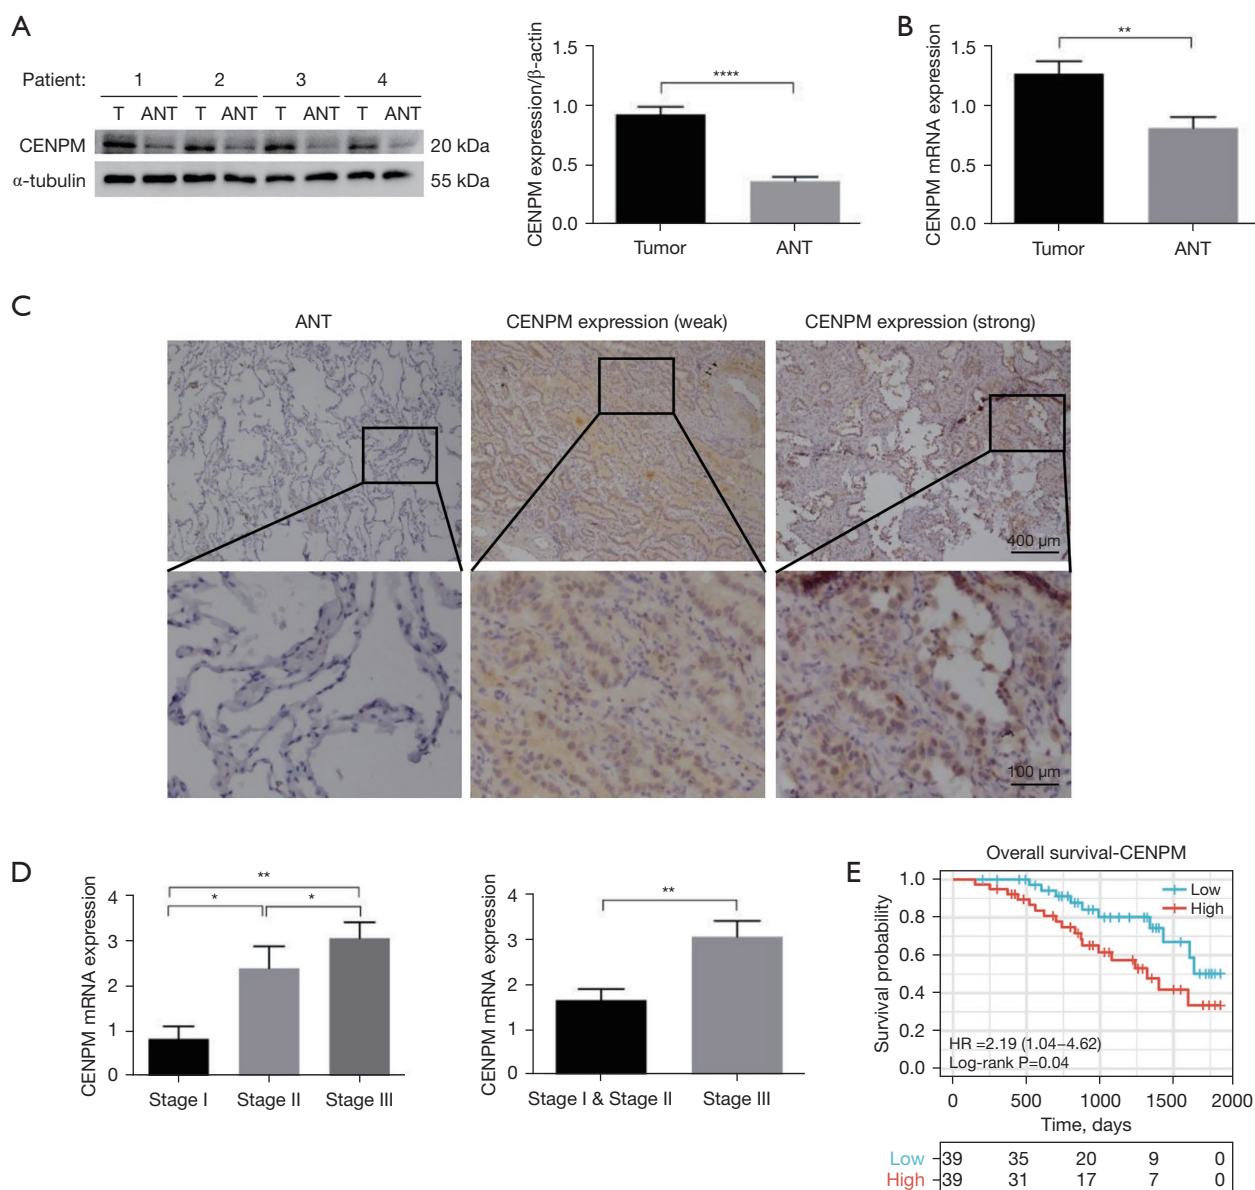 A
Patient: 1 2 3 4
T ANT T ANT T ANT T ANT
CENPM 20 kDa
α-tubulin 55 kDa
CENPM expression/β-actin
1.5
1.0
0.5
0.0
****
Tumor ANT
B
CENPM mRNA expression
1.5
1.0
0.5
0.0
**
Tumor ANT
C
ANT CENPM expression (weak) CENPM expression (strong)
400 µm
100 µm
D
CENPM mRNA expression
4
3
2
1
0
**
* *
Stage I Stage II Stage III
CENPM mRNA expression
4
3
2
1
0
**
Stage I & Stage II Stage III
E
Overall survival-CENPM
Survival probability
1.0
0.8
0.6
0.4
0.2
0.0
Low
High
HR =2.19 (1.04–4.62)
Log-rank P=0.04
0 500 1000 1500 2000
Time, days
Low 39 35 20 9 0
High 39 31 17 7 0